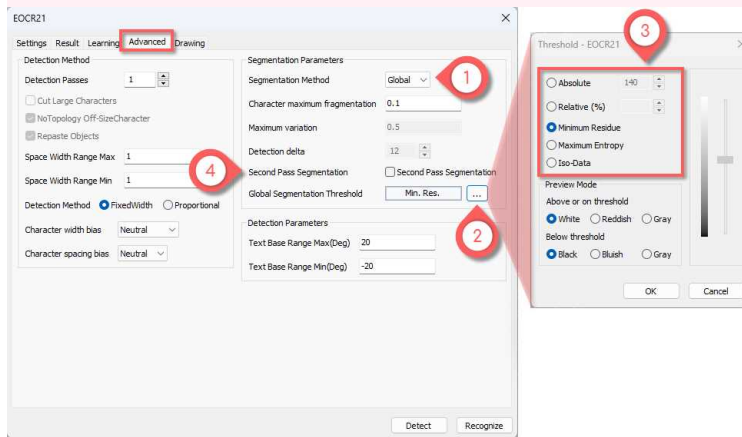 EOCR21
Settings Result Learning Advanced Drawing
Detection Method
Detection Passes 1
Cut Large Characters
NoTopology Off-SizeCharacter
Repaste Objects
Space Width Range Max 1
Space Width Range Min 1
Detection Method FixedWidth Proportional
Character width bias Neutral
Character spacing bias Neutral
Segmentation Parameters
Segmentation Method Global 1
Character maximum fragmentation 0.1
Maximum variation 0.5
Detection delta 12
4 Second Pass Segmentation Second Pass Segmentation
Global Segmentation Threshold Min. Res. ...
2
Detection Parameters
Text Base Range Max(Deg) 20
Text Base Range Min(Deg) -20
Detect Recognize
3
Threshold - EOCR21
Absolute 140
Relative (%)
Minimum Residue
Maximum Entropy
Iso-Data
Preview Mode
Above or on threshold
White Reddish Gray
Below threshold
Black Bluish Gray
OK Cancel